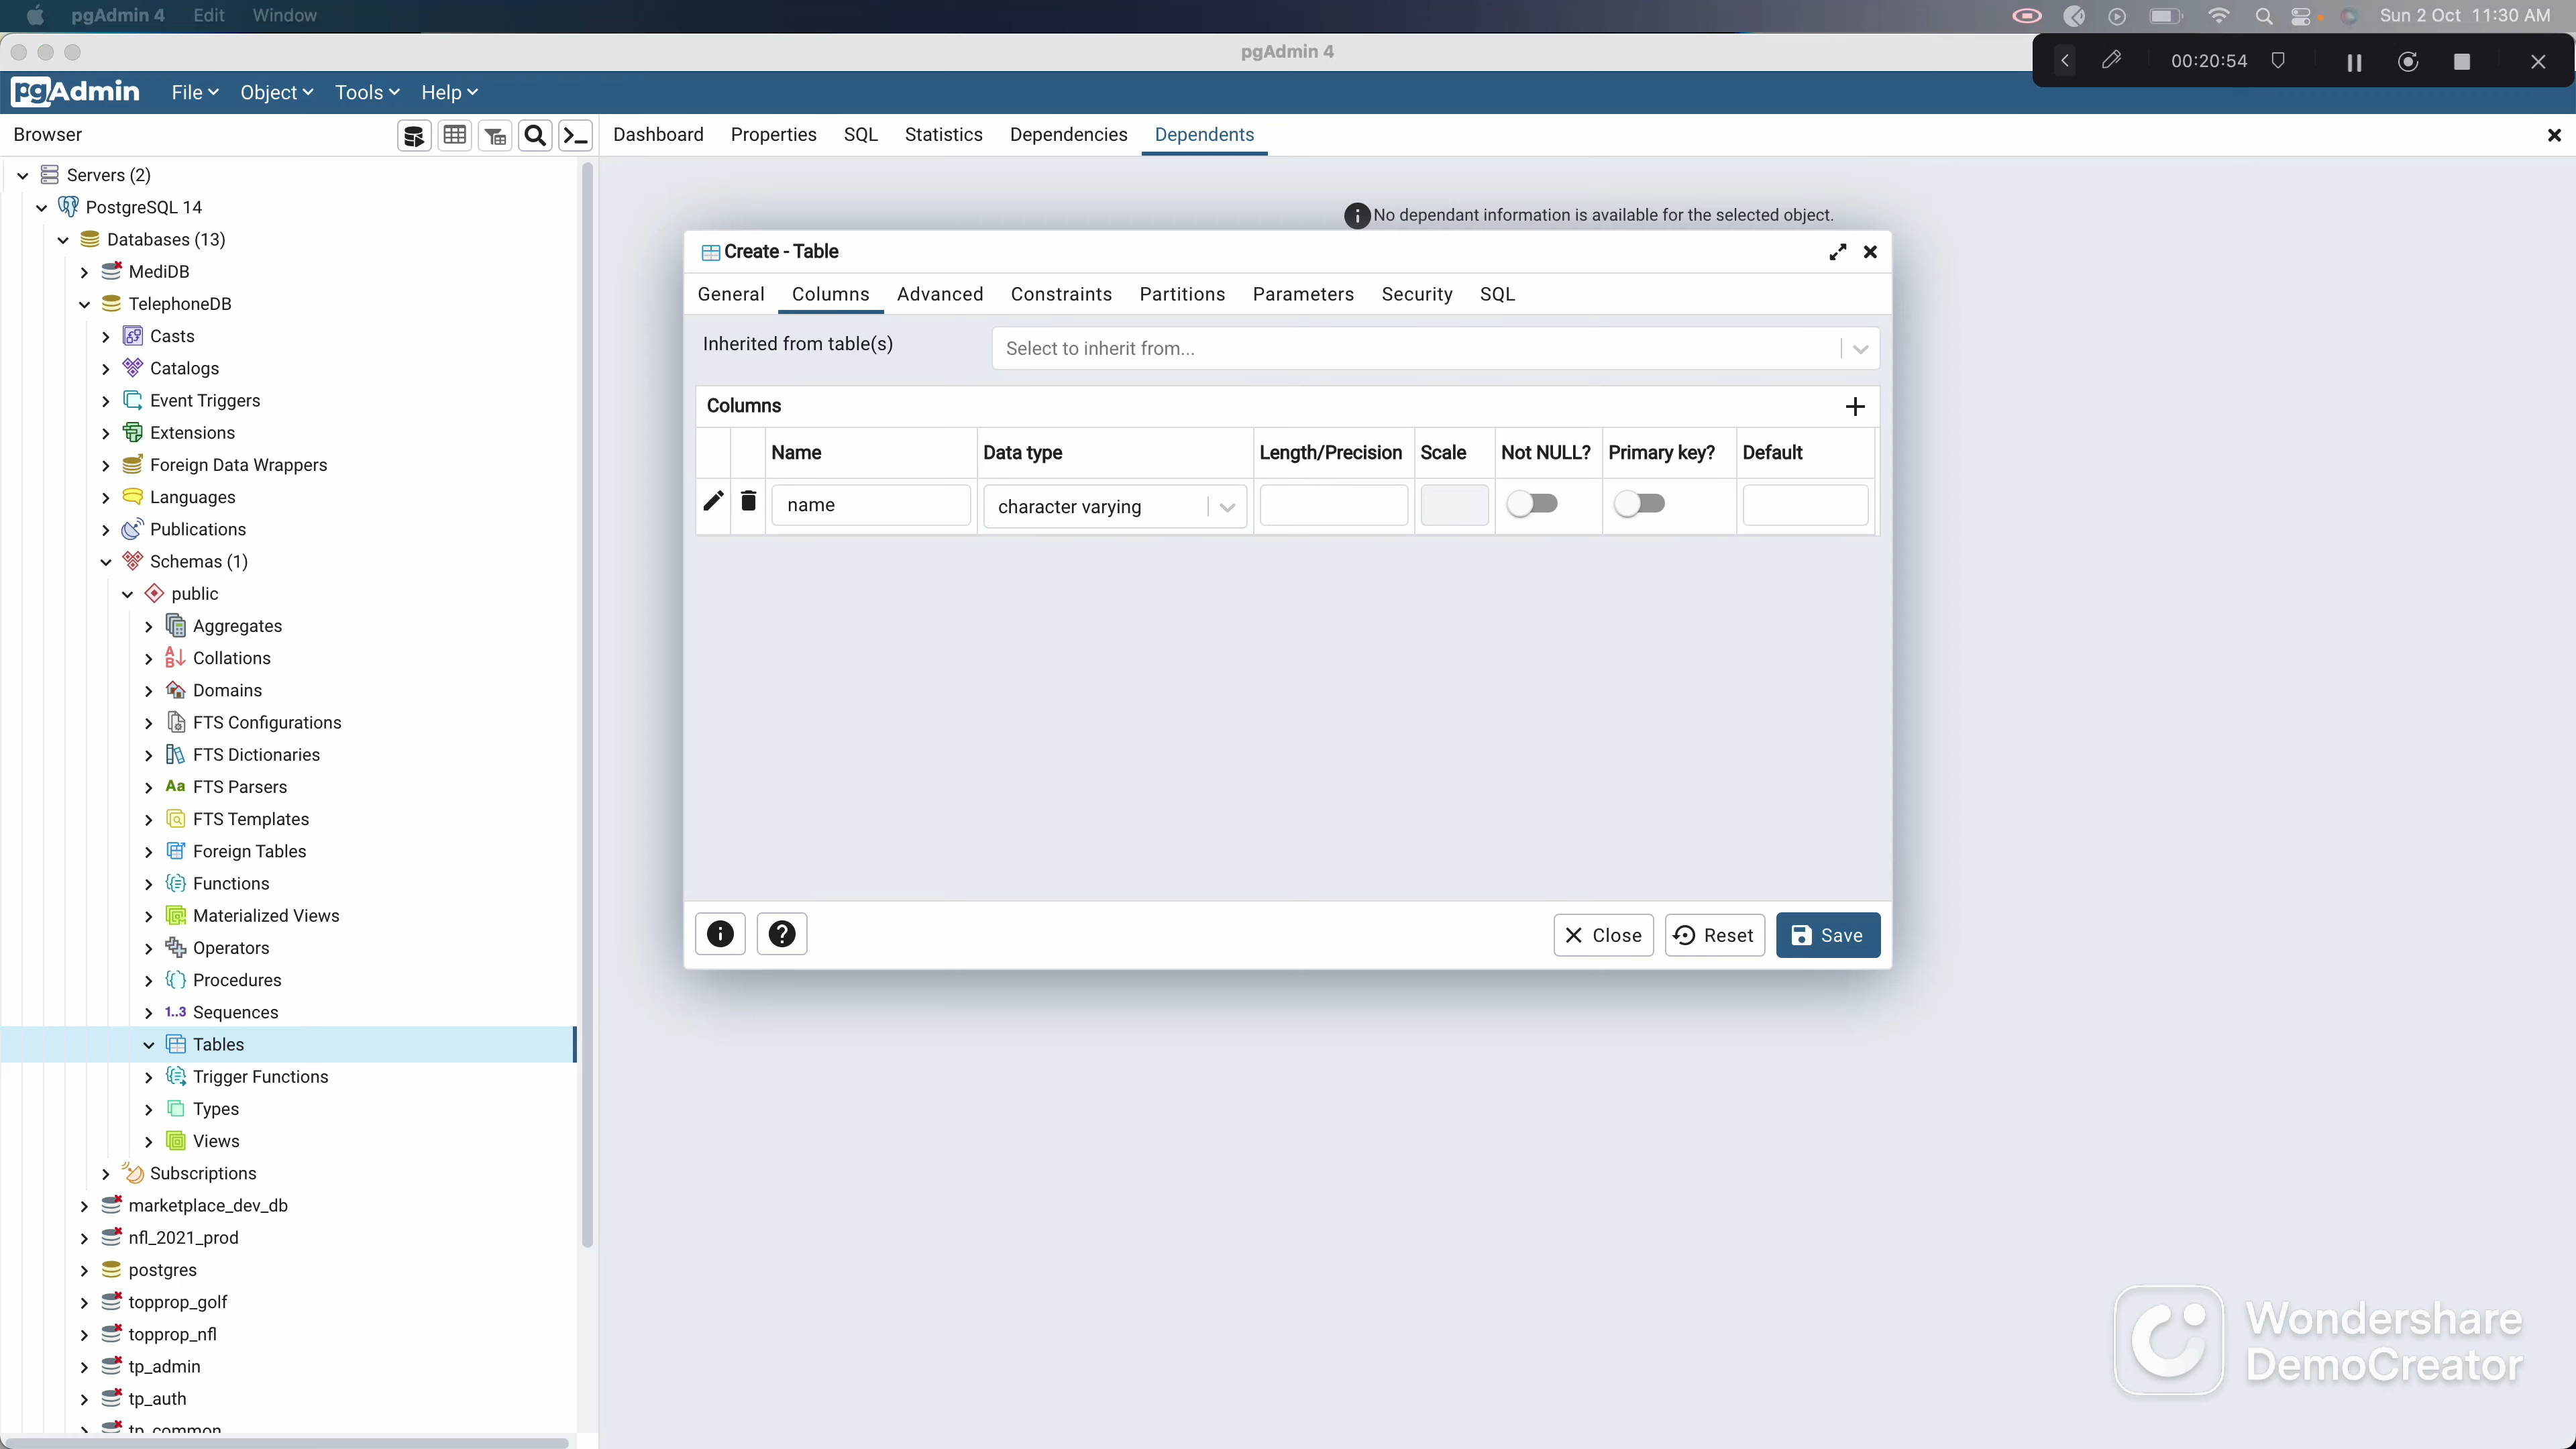 pgAdmin 4 Edit Window Sun 2 Oct 11:30 AM
pgAdmin 4
00:20:54
pgAdmin File Object Tools Help
Browser
Dashboard Properties SQL Statistics Dependencies Dependents
Servers (2)
PostgreSQL 14
Databases (13)
MediDB
TelephoneDB
Casts
Catalogs
Event Triggers
Extensions
Foreign Data Wrappers
Languages
Publications
Schemas (1)
public
Aggregates
Collations
Domains
FTS Configurations
FTS Dictionaries
Aa FTS Parsers
FTS Templates
Foreign Tables
Functions
Materialized Views
Operators
Procedures
1..3 Sequences
Tables
Trigger Functions
Types
Views
Subscriptions
marketplace_dev_db
nfl_2021_prod
postgres
topprop_golf
topprop_nfl
tp_admin
tp_auth
tp_common
No dependant information is available for the selected object.
Create - Table
General Columns Advanced Constraints Partitions Parameters Security SQL
Inherited from table(s) Select to inherit from...
Columns
Name Data type Length/Precision Scale Not NULL? Primary key? Default
name character varying
Close Reset Save
Wondershare
DemoCreator